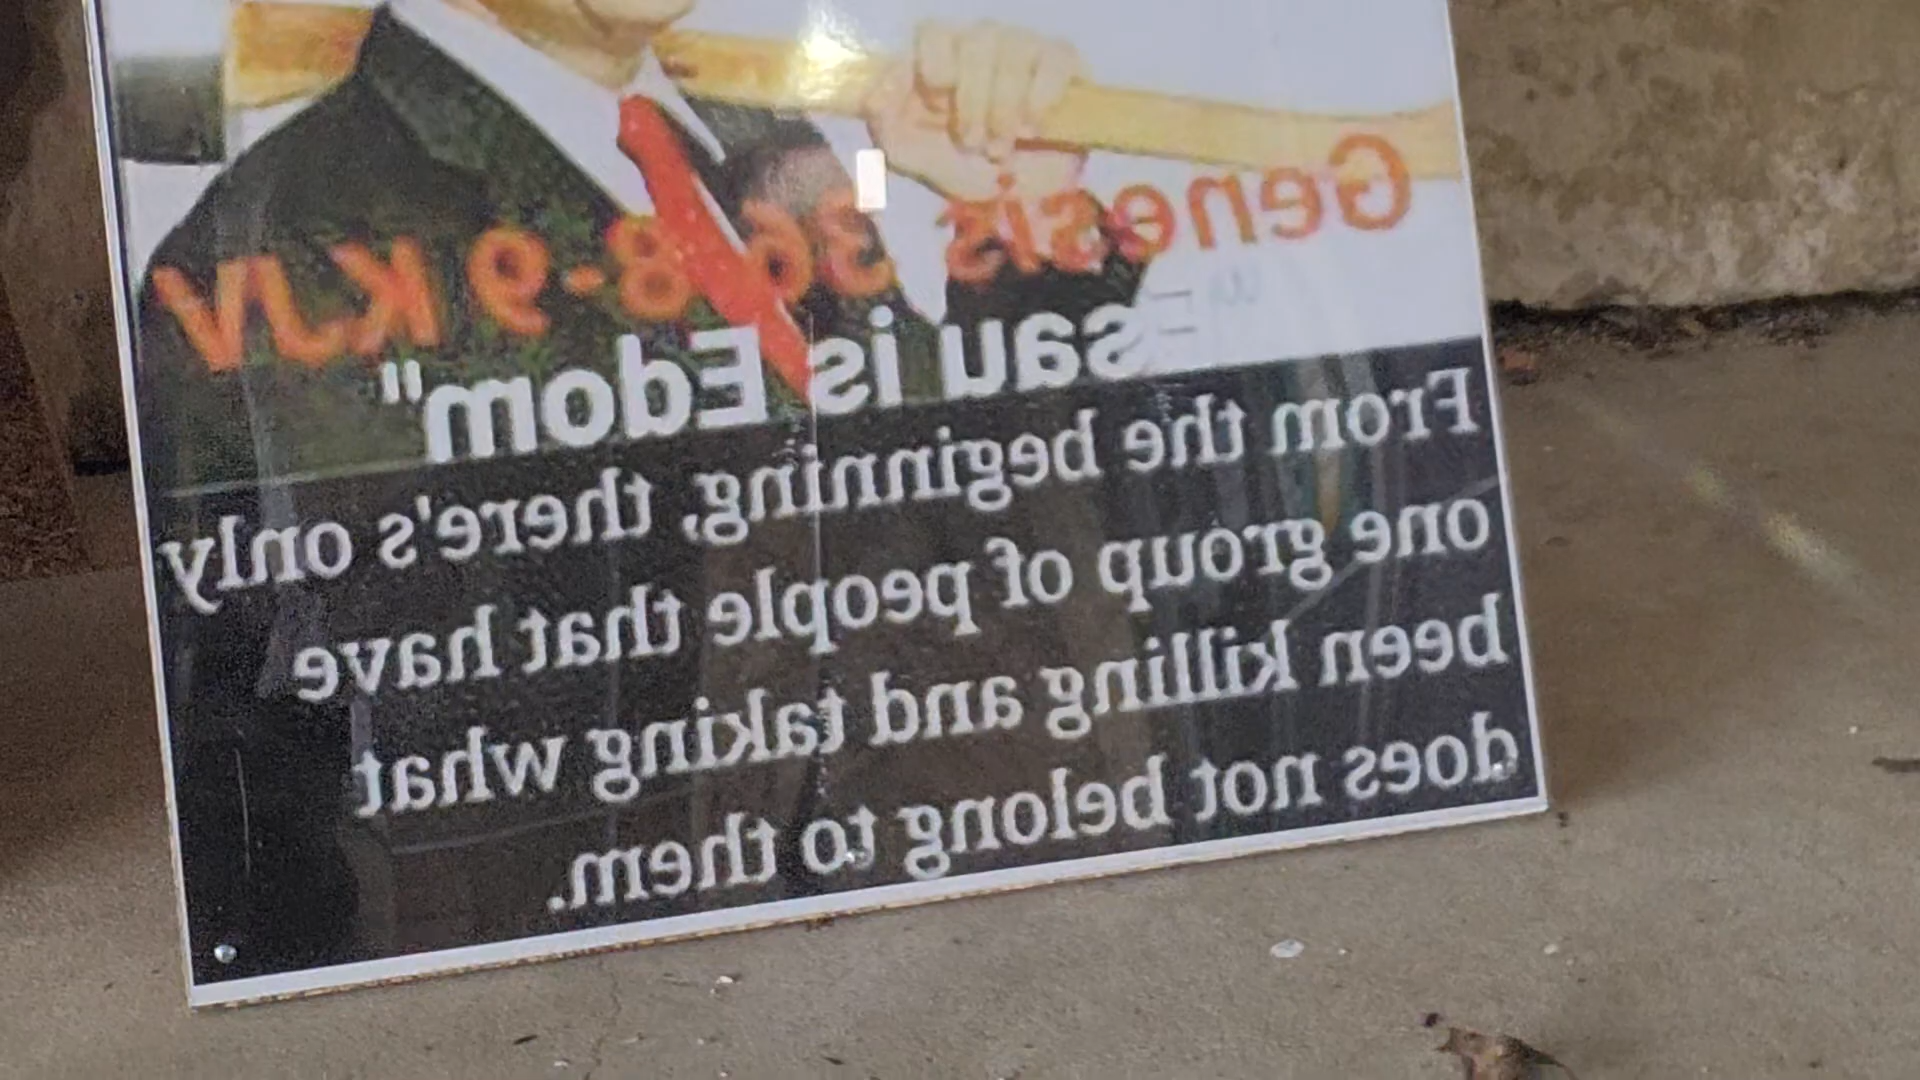 Genesis 36 8-9 KJV
Esau is Edom"
From the beginning, there's only
one group of people that have
been killing and taking what
does not belong to them.